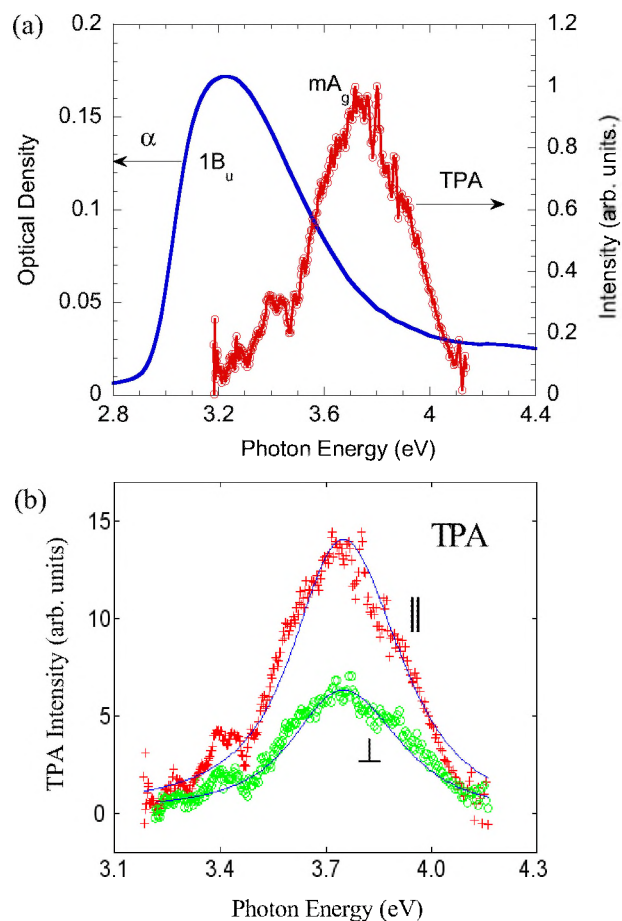 (a)
0.2
0.15
0.1
0.05
0
Optical Density
1.2
1
0.8
0.6
0.4
0.2
0
Intensity (arb. units.)
mA_g
α
1B_u
TPA
2.8 3.2 3.6 4 4.4
Photon Energy (eV)
(b)
15
10
5
0
TPA Intensity (arb. units)
TPA
||
⊥
3.1 3.4 3.7 4.0 4.3
Photon Energy (eV)